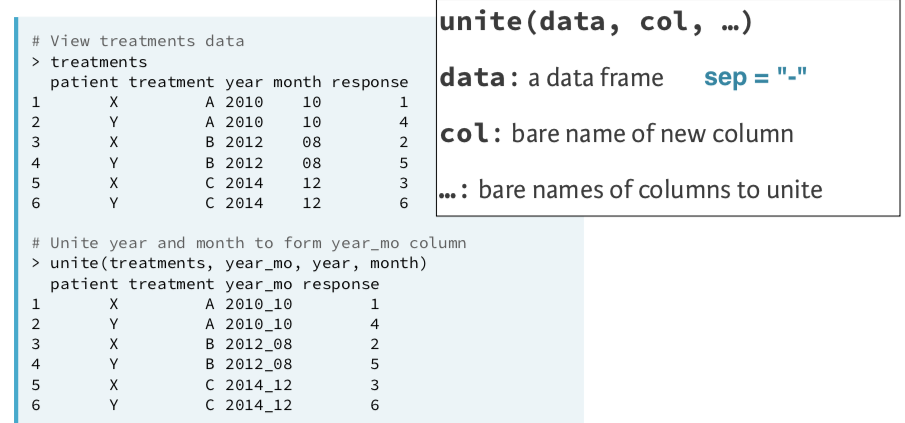 # View treatments data
> treatments
  patient treatment year month response
1       X         A 2010    10        1
2       Y         A 2010    10        4
3       X         B 2012    08        2
4       Y         B 2012    08        5
5       X         C 2014    12        3
6       Y         C 2014    12        6
# Unite year and month to form year_mo column
> unite(treatments, year_mo, year, month)
  patient treatment year_mo response
1       X         A 2010_10        1
2       Y         A 2010_10        4
3       X         B 2012_08        2
4       Y         B 2012_08        5
5       X         C 2014_12        3
6       Y         C 2014_12        6
unite(data, col, …)
data: a data frame sep = "-"
col: bare name of new column
…: bare names of columns to unite